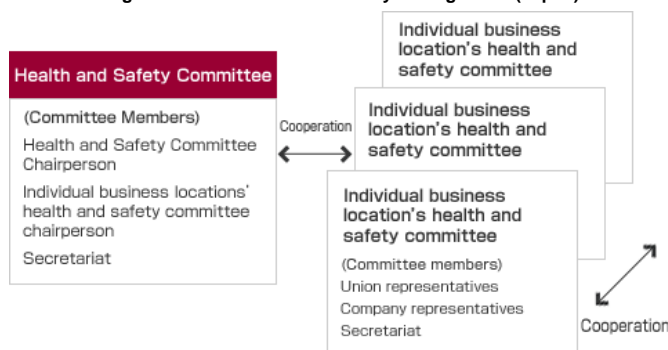 Health and Safety Committee
(Committee Members)
Health and Safety Committee
Chairperson
Individual business locations'
health and safety committee
chairperson
Secretariat
Cooperation
Individual business
location's health and
safety committee
Individual business
location's health and
safety committee
Individual business
location's health and
safety committee
(Committee members)
Union representatives
Company representatives
Secretariat
Cooperation